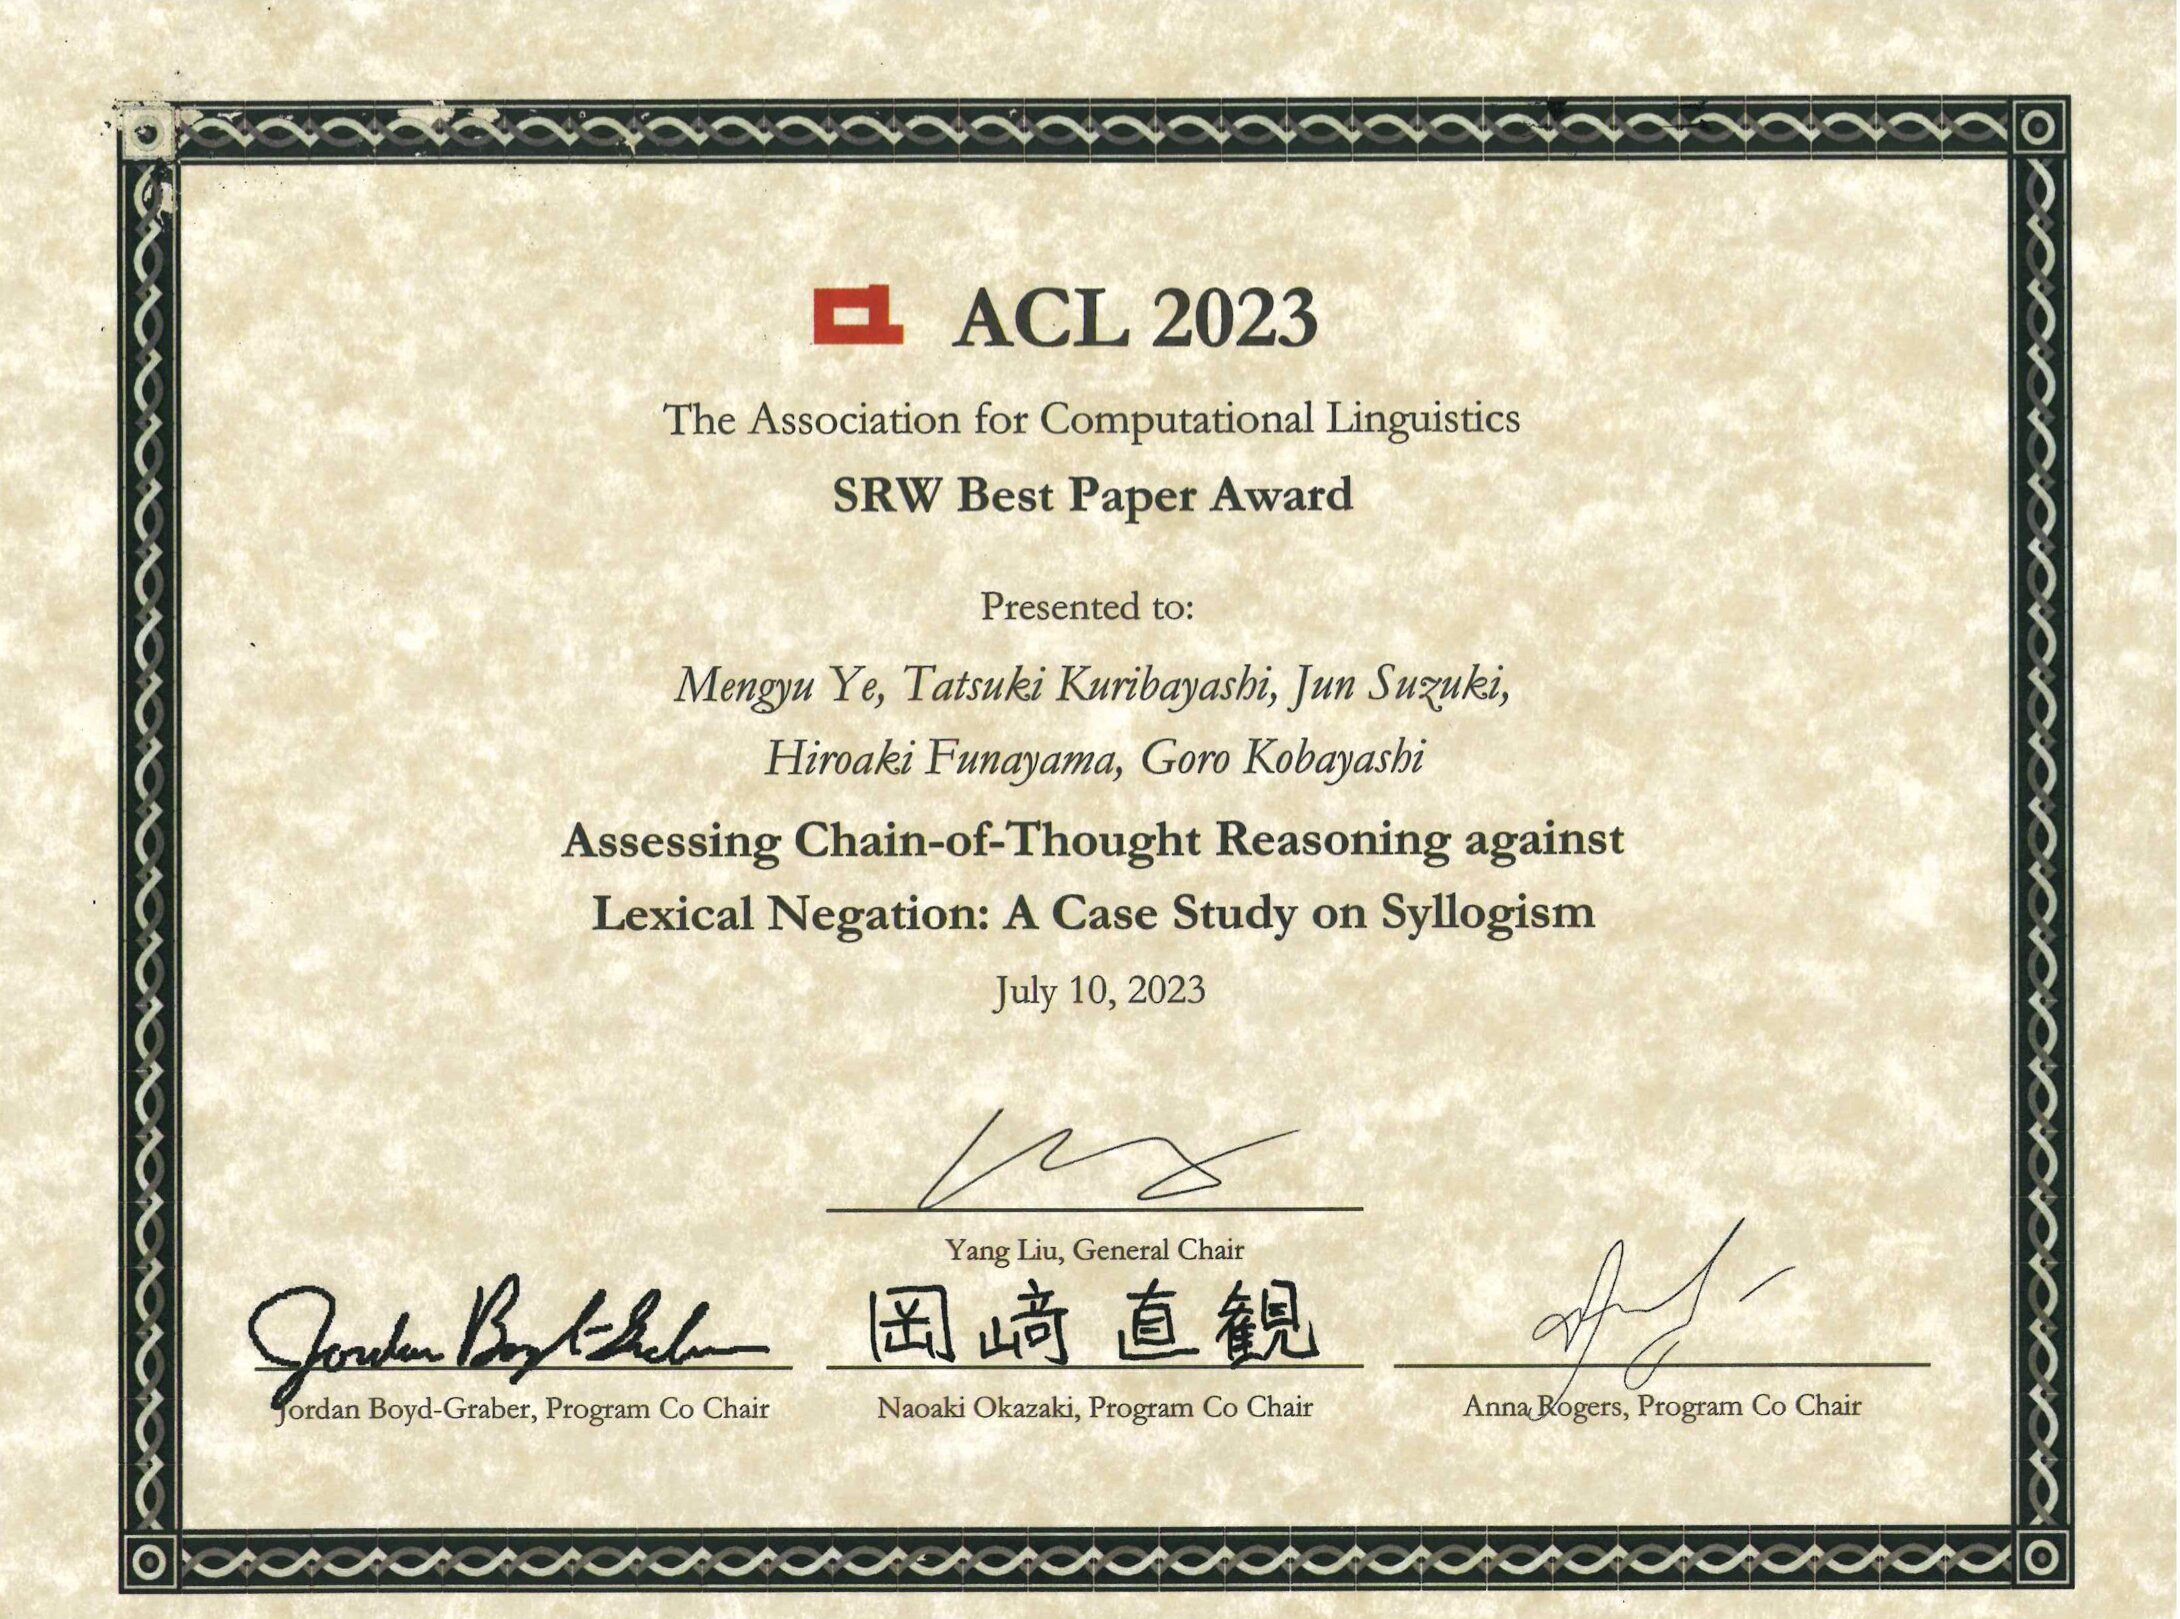 ACL 2023
The Association for Computational Linguistics
SRW Best Paper Award
Presented to:
Mengyu Ye, Tatsuki Kuribayashi, Jun Suzuki,
Hiroaki Funayama, Goro Kobayashi
Assessing Chain-of-Thought Reasoning against
Lexical Negation: A Case Study on Syllogism
July 10, 2023
Yang Liu, General Chair
Jordan Boyd-Graber
岡﨑 直観
Jordan Boyd-Graber, Program Co Chair
Naoaki Okazaki, Program Co Chair
Anna Rogers, Program Co Chair